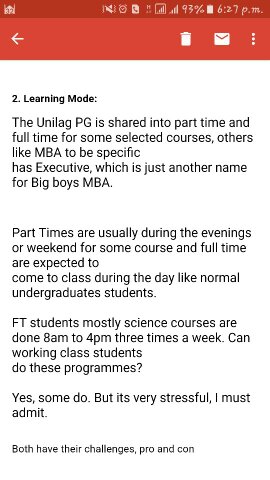 93% 6:27 p.m.
2. Learning Mode:
The Unilag PG is shared into part time and
full time for some selected courses, others
like MBA to be specific
has Executive, which is just another name
for Big boys MBA.
Part Times are usually during the evenings
or weekend for some course and full time
are expected to
come to class during the day like normal
undergraduates students.
FT students mostly science courses are
done 8am to 4pm three times a week. Can
working class students
do these programmes?
Yes, some do. But its very stressful, I must
admit.
Both have their challenges, pro and con